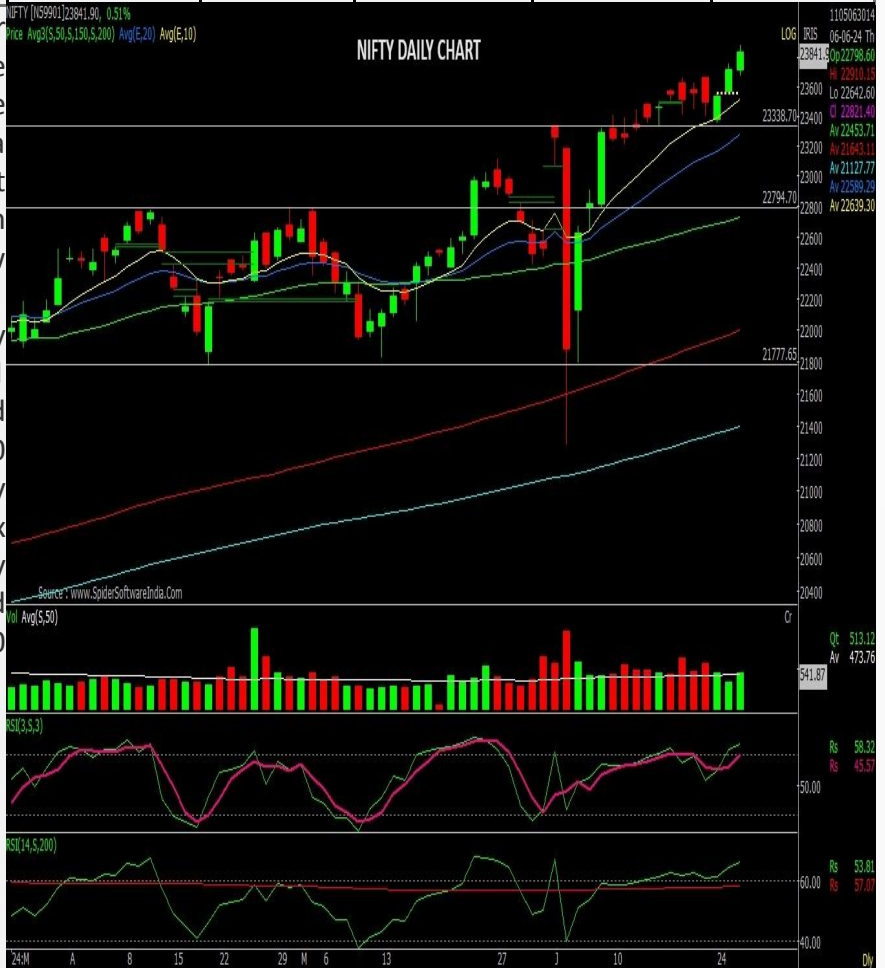 NIFTY [N59901]23841.90, 0.51%
Price Avg3(S,50,S,150,S,200) Avg(E,20) Avg(E,10)
NIFTY DAILY CHART
LOG
IRIS
1105063014
06-06-24 Th
Op22798.60
Hi 22910.15
Lo 22642.60
Cl 22821.40
Av 22453.71
Av 21643.11
Av 21127.77
Av 22589.29
Av 22639.30
23841.9
23600
23400
23338.70
23200
23000
22800
22794.70
22600
22400
22200
22000
21800
21777.65
21600
21400
21200
21000
20800
20600
20400
Source : www.SpiderSoftwareIndia.Com
Vol Avg(S,50)
Cr
Qt 513.12
Av 473.76
541.87
RSI(3,S,3)
Rs 58.32
Rs 45.57
50.00
RSI(14,S,200)
Rs 53.81
Rs 57.07
60.00
40.00
24:M A 8 15 22 29 M 6 13 27 J 10 24
Dly